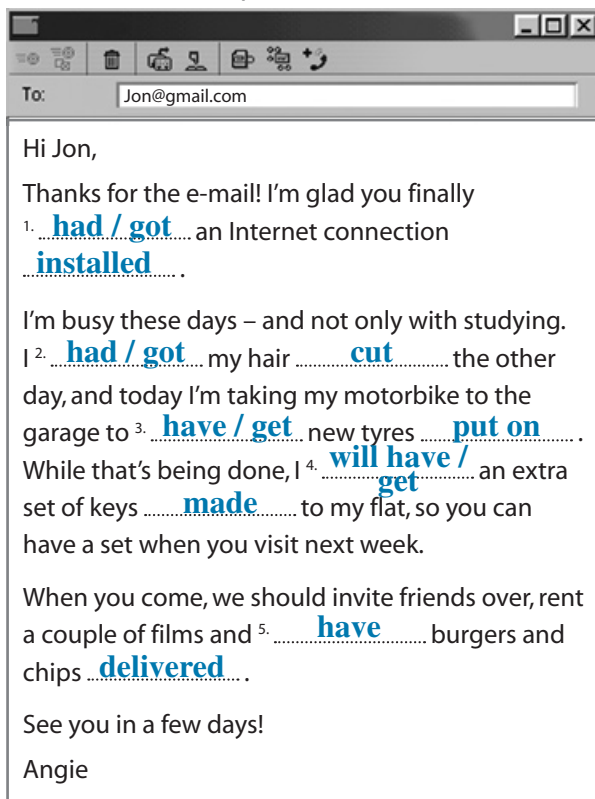 To: Jon@gmail.com
Hi Jon,
Thanks for the e-mail! I'm glad you finally
1. had / got an Internet connection
installed .
I'm busy these days – and not only with studying.
I 2. had / got my hair cut the other
day, and today I'm taking my motorbike to the
garage to 3. have / get new tyres put on .
While that's being done, I 4. will have /
get an extra
set of keys made to my flat, so you can
have a set when you visit next week.
When you come, we should invite friends over, rent
a couple of films and 5. have burgers and
chips delivered .
See you in a few days!
Angie